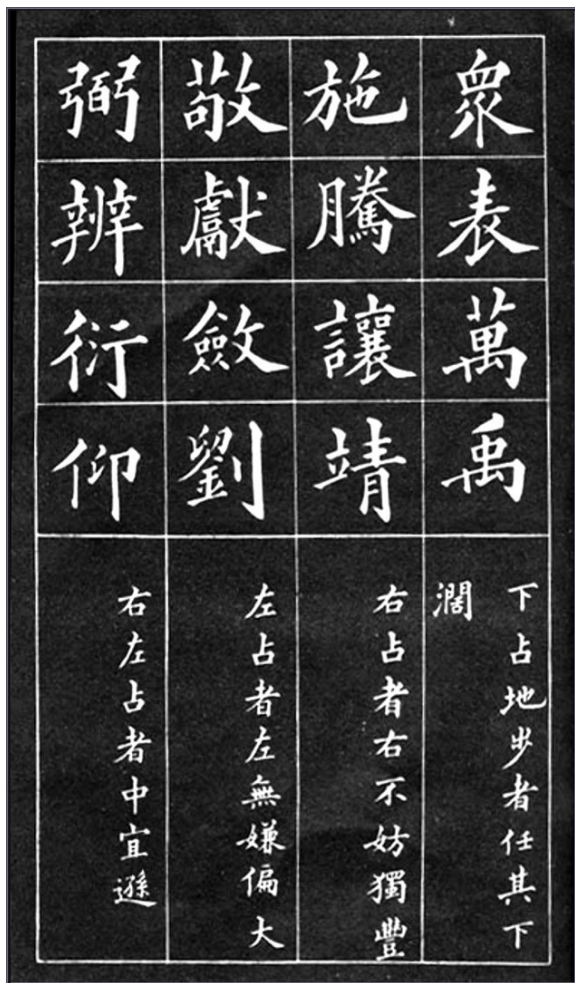 眾表萬禹
下占地步者任其下
濶
施騰讓靖
右占者右不妨獨豐
敬獻斂劉
左占者左無嫌偏大
弼辨衍仰
右左占者中宜遜